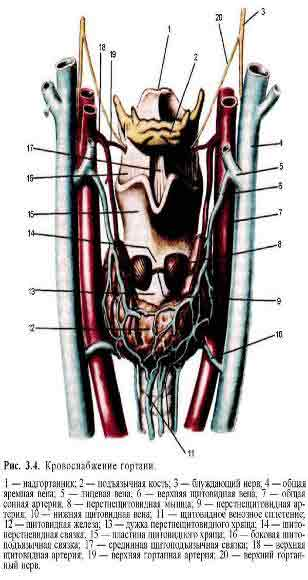 1
2
3
20
18
19
17
16
15
14
13
12
4
5
6
7
8
9
16
11
Рис. 3.4. Кровоснабжение гортани.
1 — надгортанник; 2 — подъязычная кость; 3 — блуждающий нерв; 4 — общая
яремная вена; 5 — лицевая вена; 6 — верхняя щитовидная вена; 7 — общая
сонная артерия; 8 — перстнещитовидная мышца; 9 — верхняя щитовидная ар-
терия; 10 — нижняя щитовидная вена; 11 — щитовидное венозное сплетение;
12 — щитовидная железа; 13 — дужка перстнещитовидного хряща; 14 — щито-
перстневидная связка; 15 — пластина щитовидного хряща; 16 — боковая щито-
подъязычная связка; 17 — срединная щитоподъязычная связка; 18 — верхняя
щитовидная артерия; 19 — верхняя гортанная артерия; 20 — верхний гортан-
ный нерв.